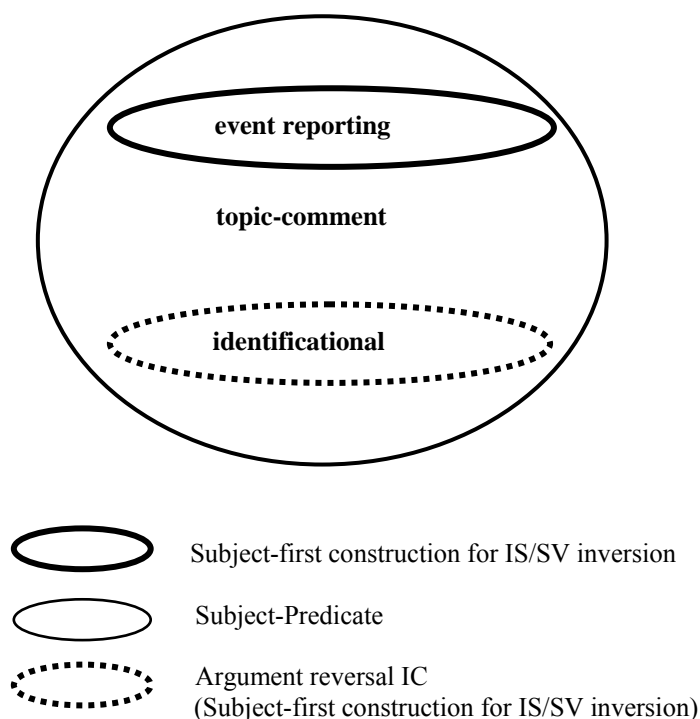 event reporting
topic-comment
identificational
Subject-first construction for IS/SV inversion
Subject-Predicate
Argument reversal IC
(Subject-first construction for IS/SV inversion)